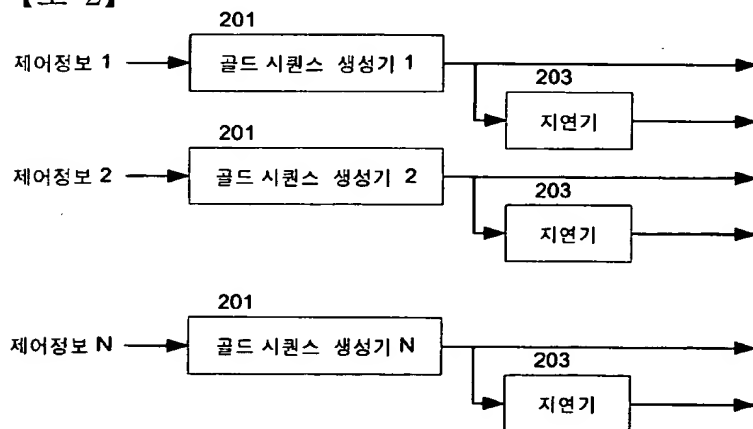 【도 2】
201
제어정보 1
골드 시퀀스 생성기 1
203
지연기
201
제어정보 2
골드 시퀀스 생성기 2
203
지연기
201
제어정보 N
골드 시퀀스 생성기 N
203
지연기